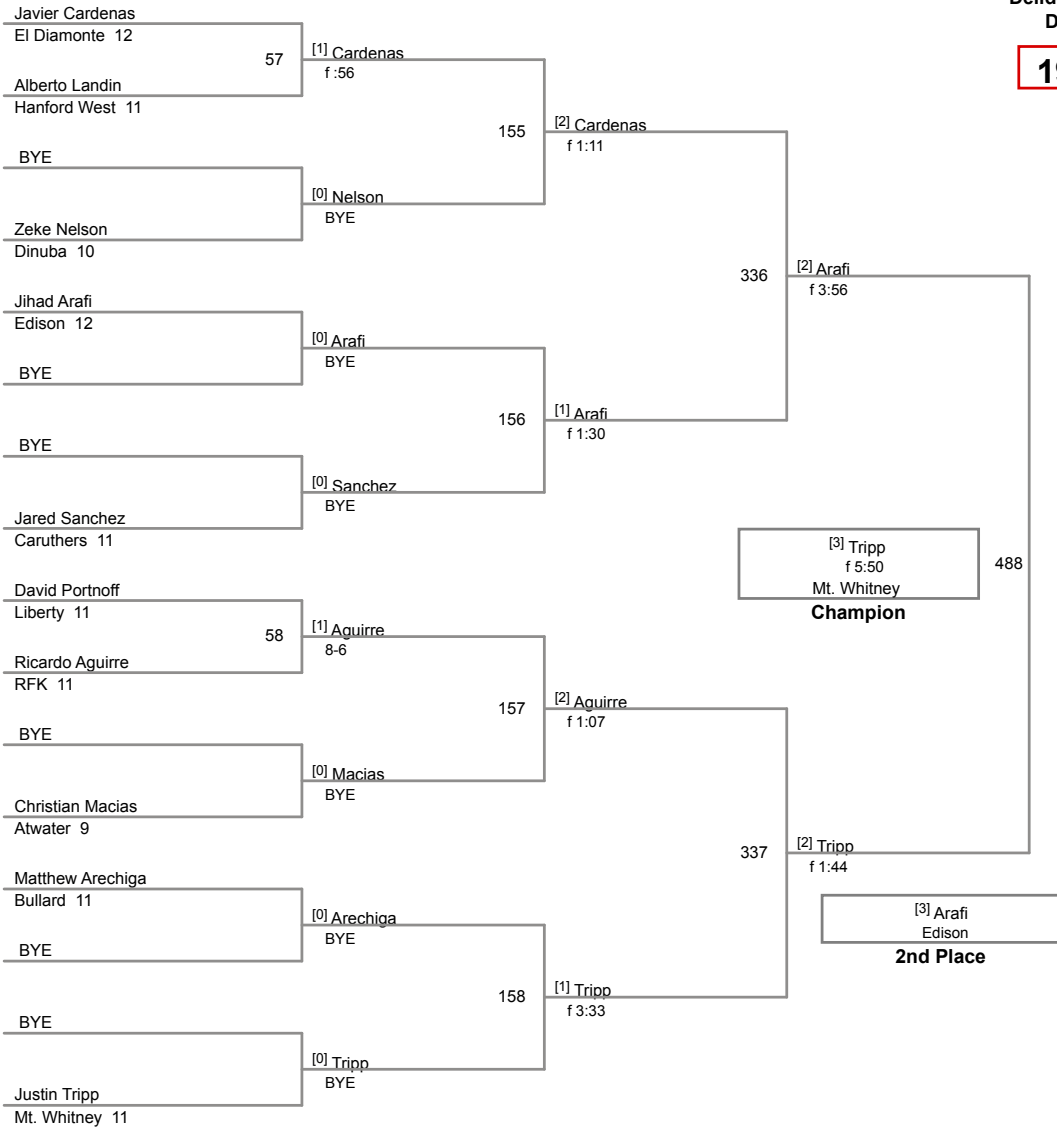 Javier Cardenas
El Diamonte 12
57
[1] Cardenas
f :56
Alberto Landin
Hanford West 11
155
[2] Cardenas
f 1:11
BYE
[0] Nelson
BYE
Zeke Nelson
Dinuba 10
336
[2] Arafi
f 3:56
Jihad Arafi
Edison 12
[0] Arafi
BYE
BYE
156
[1] Arafi
f 1:30
BYE
[0] Sanchez
BYE
Jared Sanchez
Caruthers 11
[3] Tripp
f 5:50
Mt. Whitney
Champion
488
David Portnoff
Liberty 11
58
[1] Aguirre
8-6
Ricardo Aguirre
RFK 11
157
[2] Aguirre
f 1:07
BYE
[0] Macias
BYE
Christian Macias
Atwater 9
337
[2] Tripp
f 1:44
Matthew Arechiga
Bullard 11
[0] Arechiga
BYE
BYE
[3] Arafi
Edison
2nd Place
158
[1] Tripp
f 3:33
BYE
[0] Tripp
BYE
Justin Tripp
Mt. Whitney 11